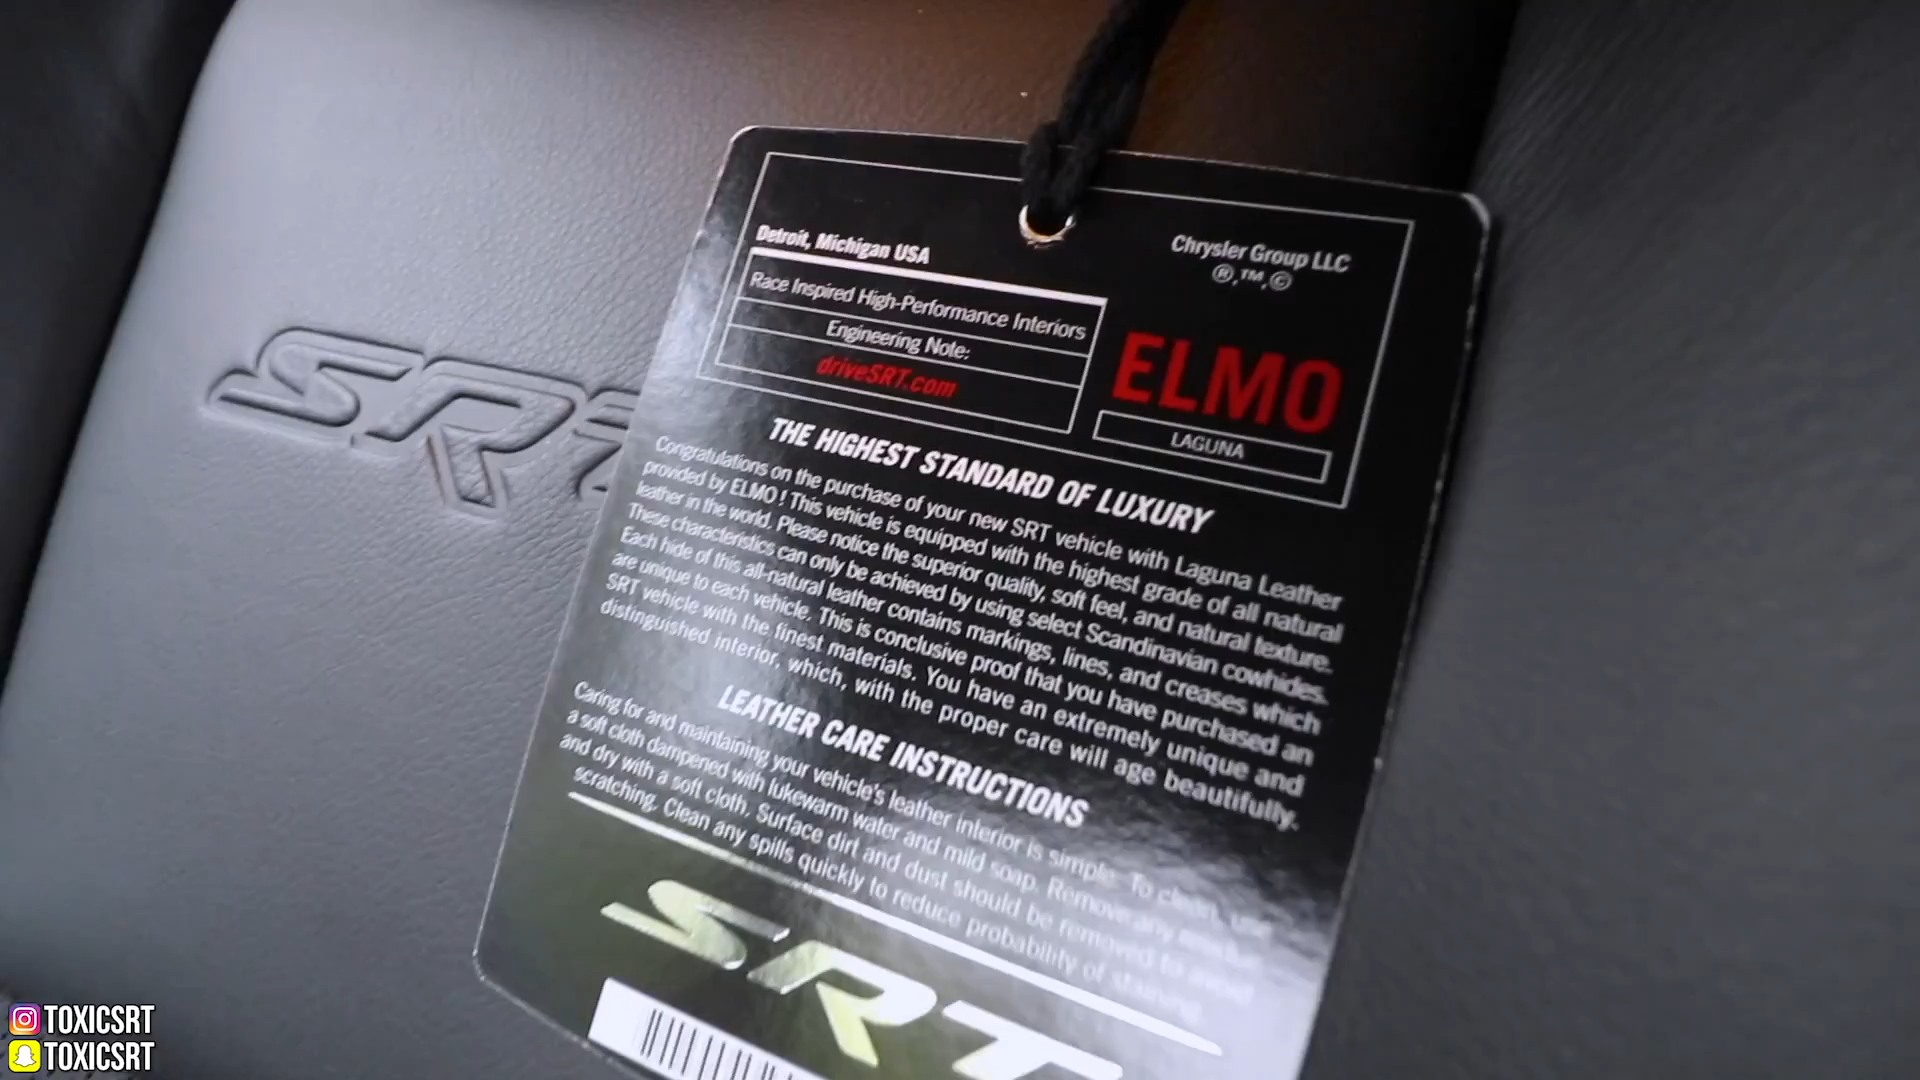 SRT
Detroit, Michigan USA
Chrysler Group LLC
®,™,©
Race Inspired High-Performance Interiors
Engineering Note:
driveSRT.com
ELMO
LAGUNA
THE HIGHEST STANDARD OF LUXURY
Congratulations on the purchase of your new SRT vehicle with Laguna Leather
provided by ELMO ! This vehicle is equipped with the highest grade of all natural
leather in the world. Please notice the superior quality, soft feel, and natural texture.
These characteristics can only be achieved by using select Scandinavian cowhides.
Each hide of this all-natural leather contains markings, lines, and creases which
are unique to each vehicle. This is conclusive proof that you have purchased an
SRT vehicle with the finest materials. You have an extremely unique and
distinguished interior, which, with the proper care will age beautifully.
LEATHER CARE INSTRUCTIONS
Caring for and maintaining your vehicle's leather interior is simple. To clean, use
a soft cloth dampened with lukewarm water and mild soap. Remove any
and dry with a soft cloth. Surface dirt and dust should be removed to avoid
scratching. Clean any spills quickly to reduce probability of staining.
SRT
TOXICSRT
TOXICSRT